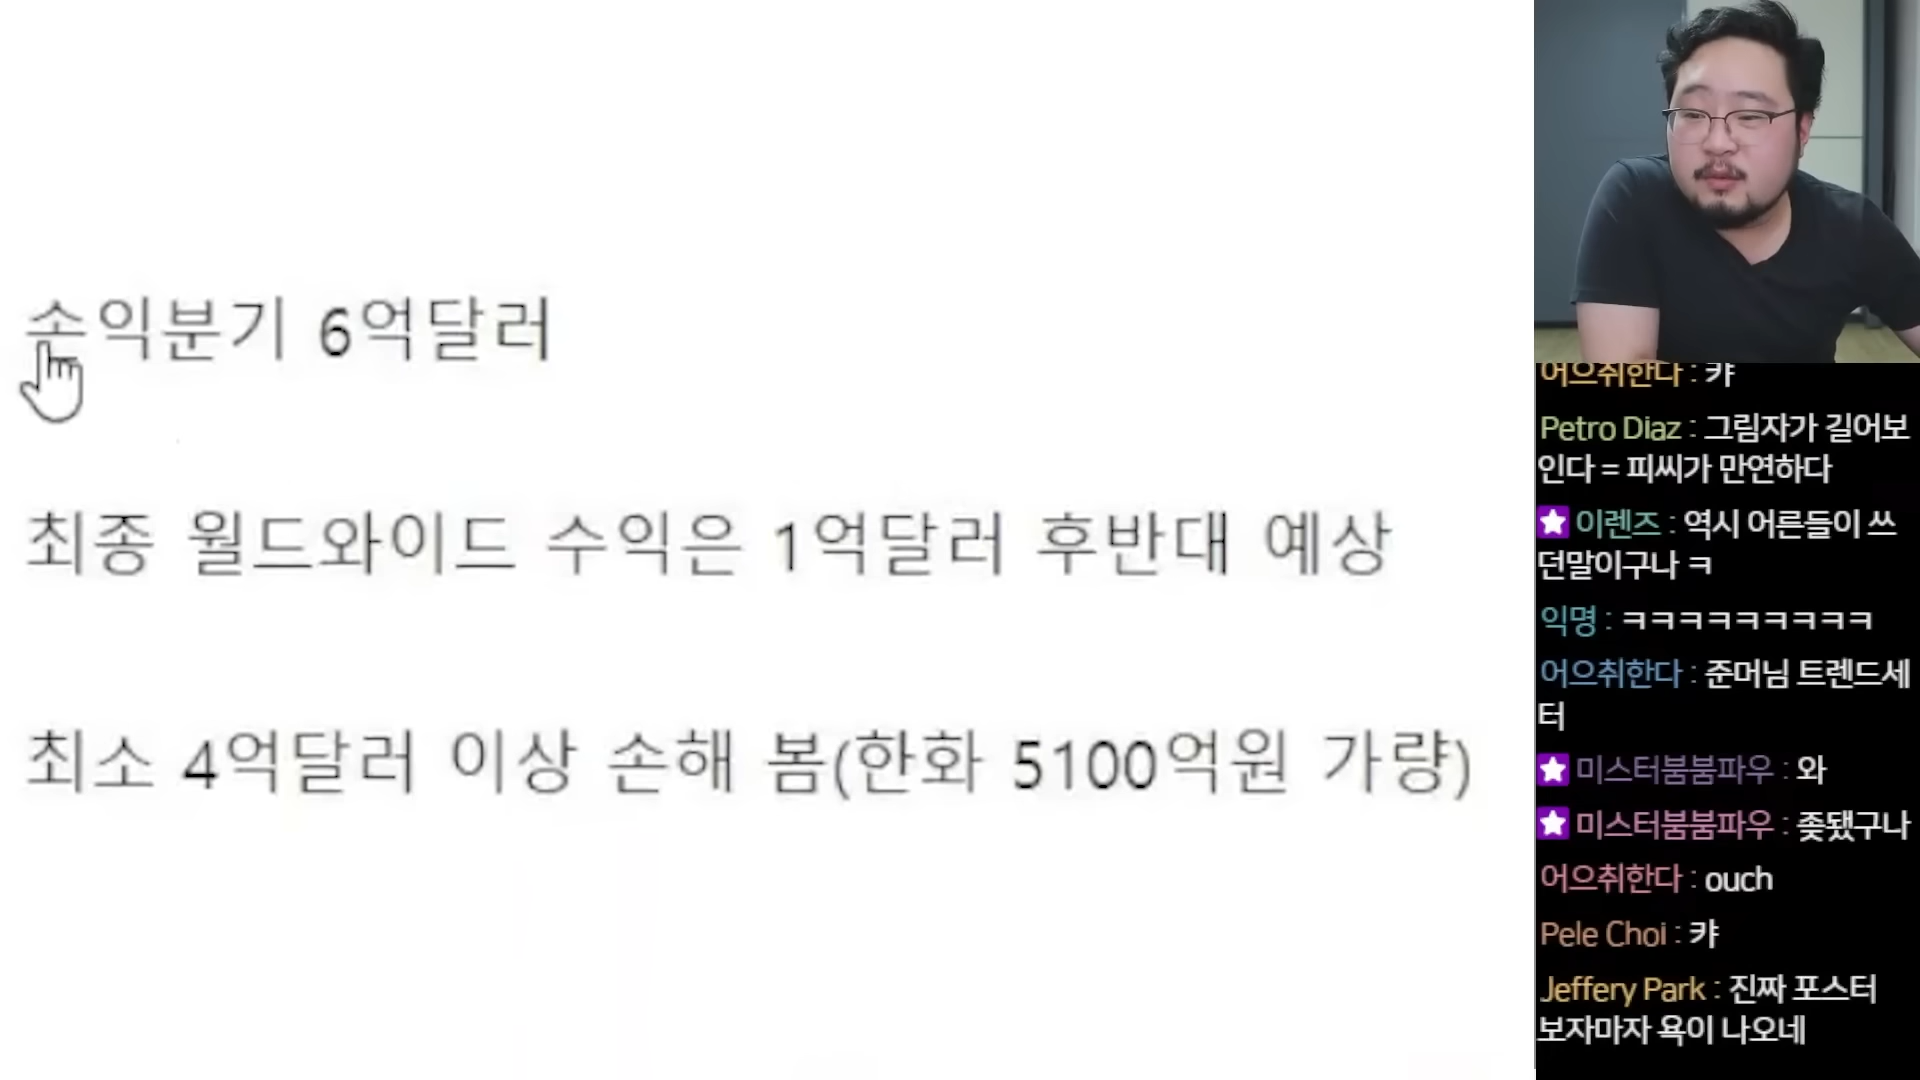 손익분기 6억달러
최종 월드와이드 수익은 1억달러 후반대 예상
최소 4억달러 이상 손해 봄(한화 5100억원 가량)
어으취한다 : 캬
Petro Diaz : 그림자가 길어보
인다 = 피씨가 만연하다
이렌즈 : 역시 어른들이 쓰
던말이구나 ㅋ
익명 : ㅋㅋㅋㅋㅋㅋㅋㅋㅋ
어으취한다 : 준머님 트렌드세
터
미스터붐붐파우 : 와
미스터붐붐파우 : 좆됐구나
어으취한다 : ouch
Pele Choi : 캬
Jeffery Park : 진짜 포스터
보자마자 욕이 나오네